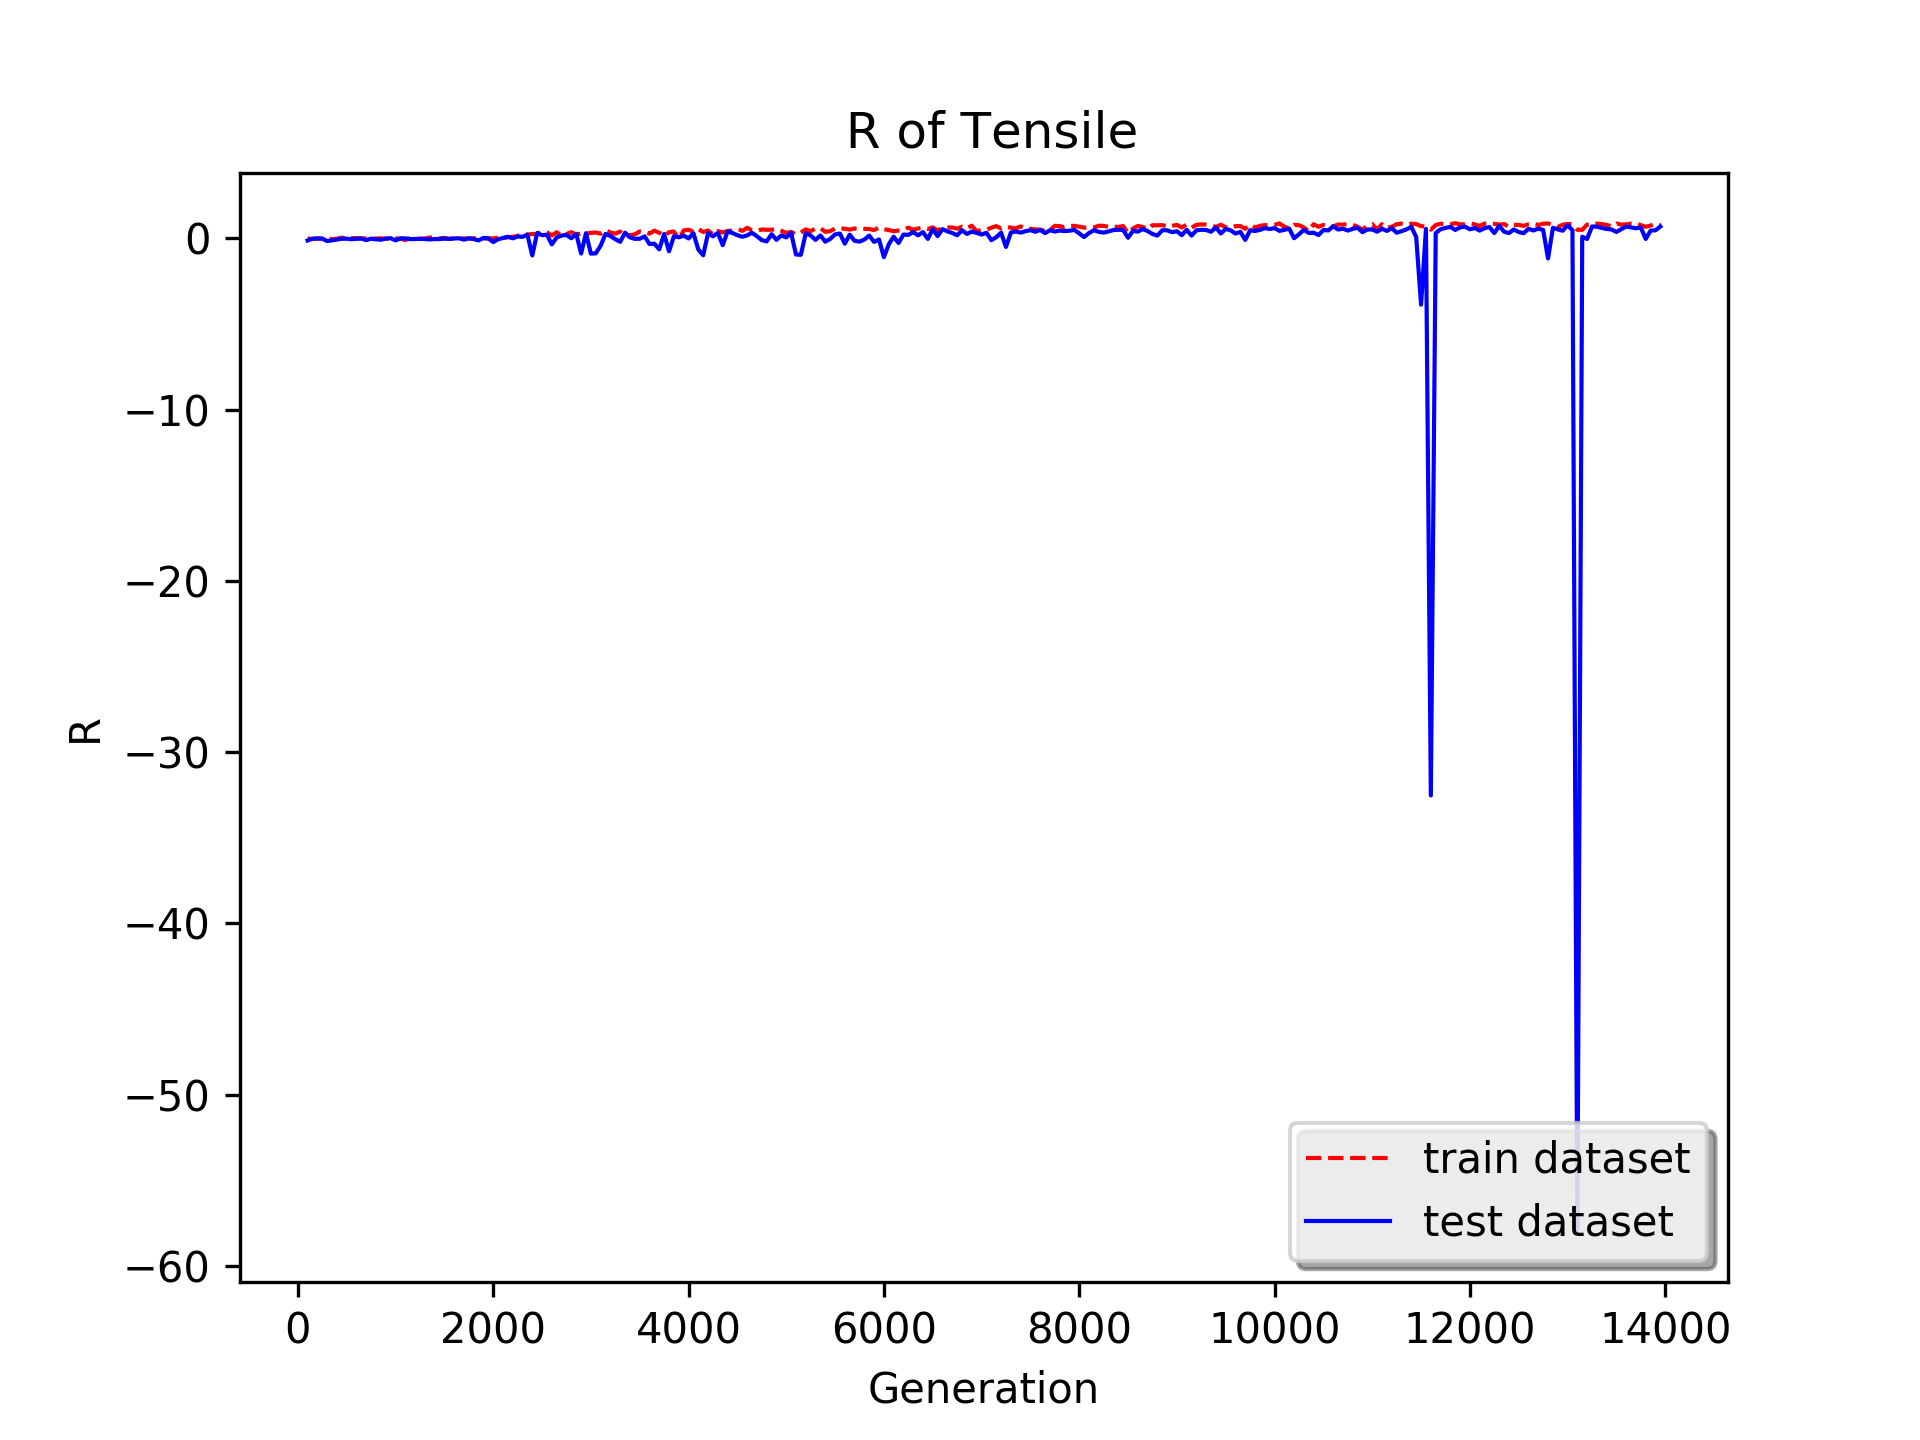 R of Tensile
0
−10
−20
−30
−40
−50
−60
R
train dataset
test dataset
0 2000 4000 6000 8000 10000 12000 14000
Generation